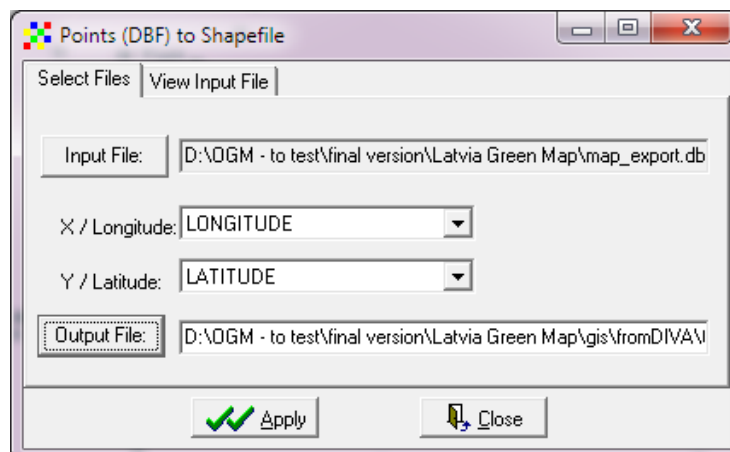 Points (DBF) to Shapefile
Select Files View Input File
Input File: D:\OGM - to test\final version\Latvia Green Map\map_export.db
X / Longitude: LONGITUDE
Y / Latitude: LATITUDE
Output File: D:\OGM - to test\final version\Latvia Green Map\gis\fromDIVA\
Apply Close